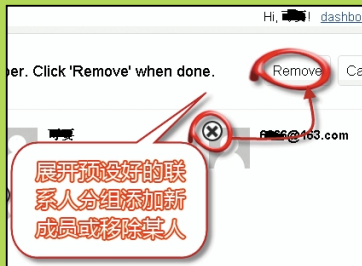 Hi, ! dashbo
ber. Click 'Remove' when done.
Remove
Ca
@163.com
展开预设好的联
系人分组添加新
成员或移除某人